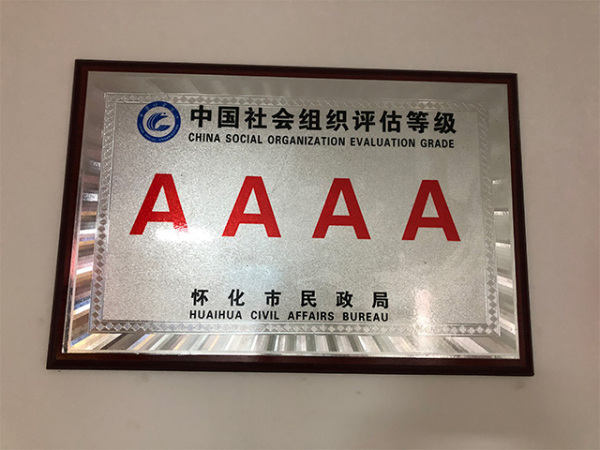 中国社会组织评估等级
CHINA SOCIAL ORGANIZATION EVALUATION GRADE
A A A A
怀化市民政局
HUAIHUA CIVIL AFFAIRS BUREAU